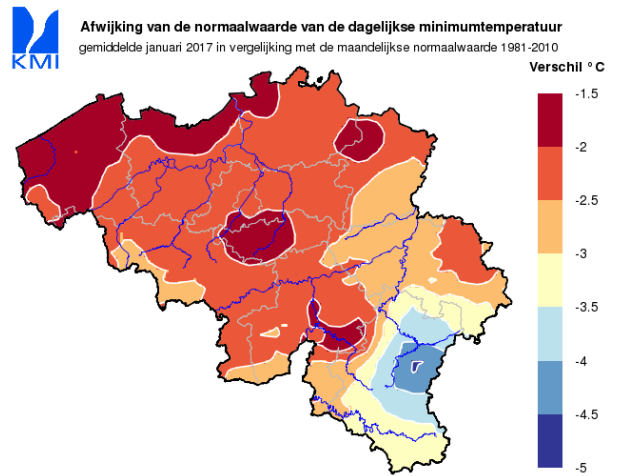 Afwijking van de normaalwaarde van de dagelijkse minimumtemperatuur
gemiddelde januari 2017 in vergelijking met de maandelijkse normaalwaarde 1981-2010
KMI
Verschil °C
-1.5
-2
-2.5
-3
-3.5
-4
-4.5
-5